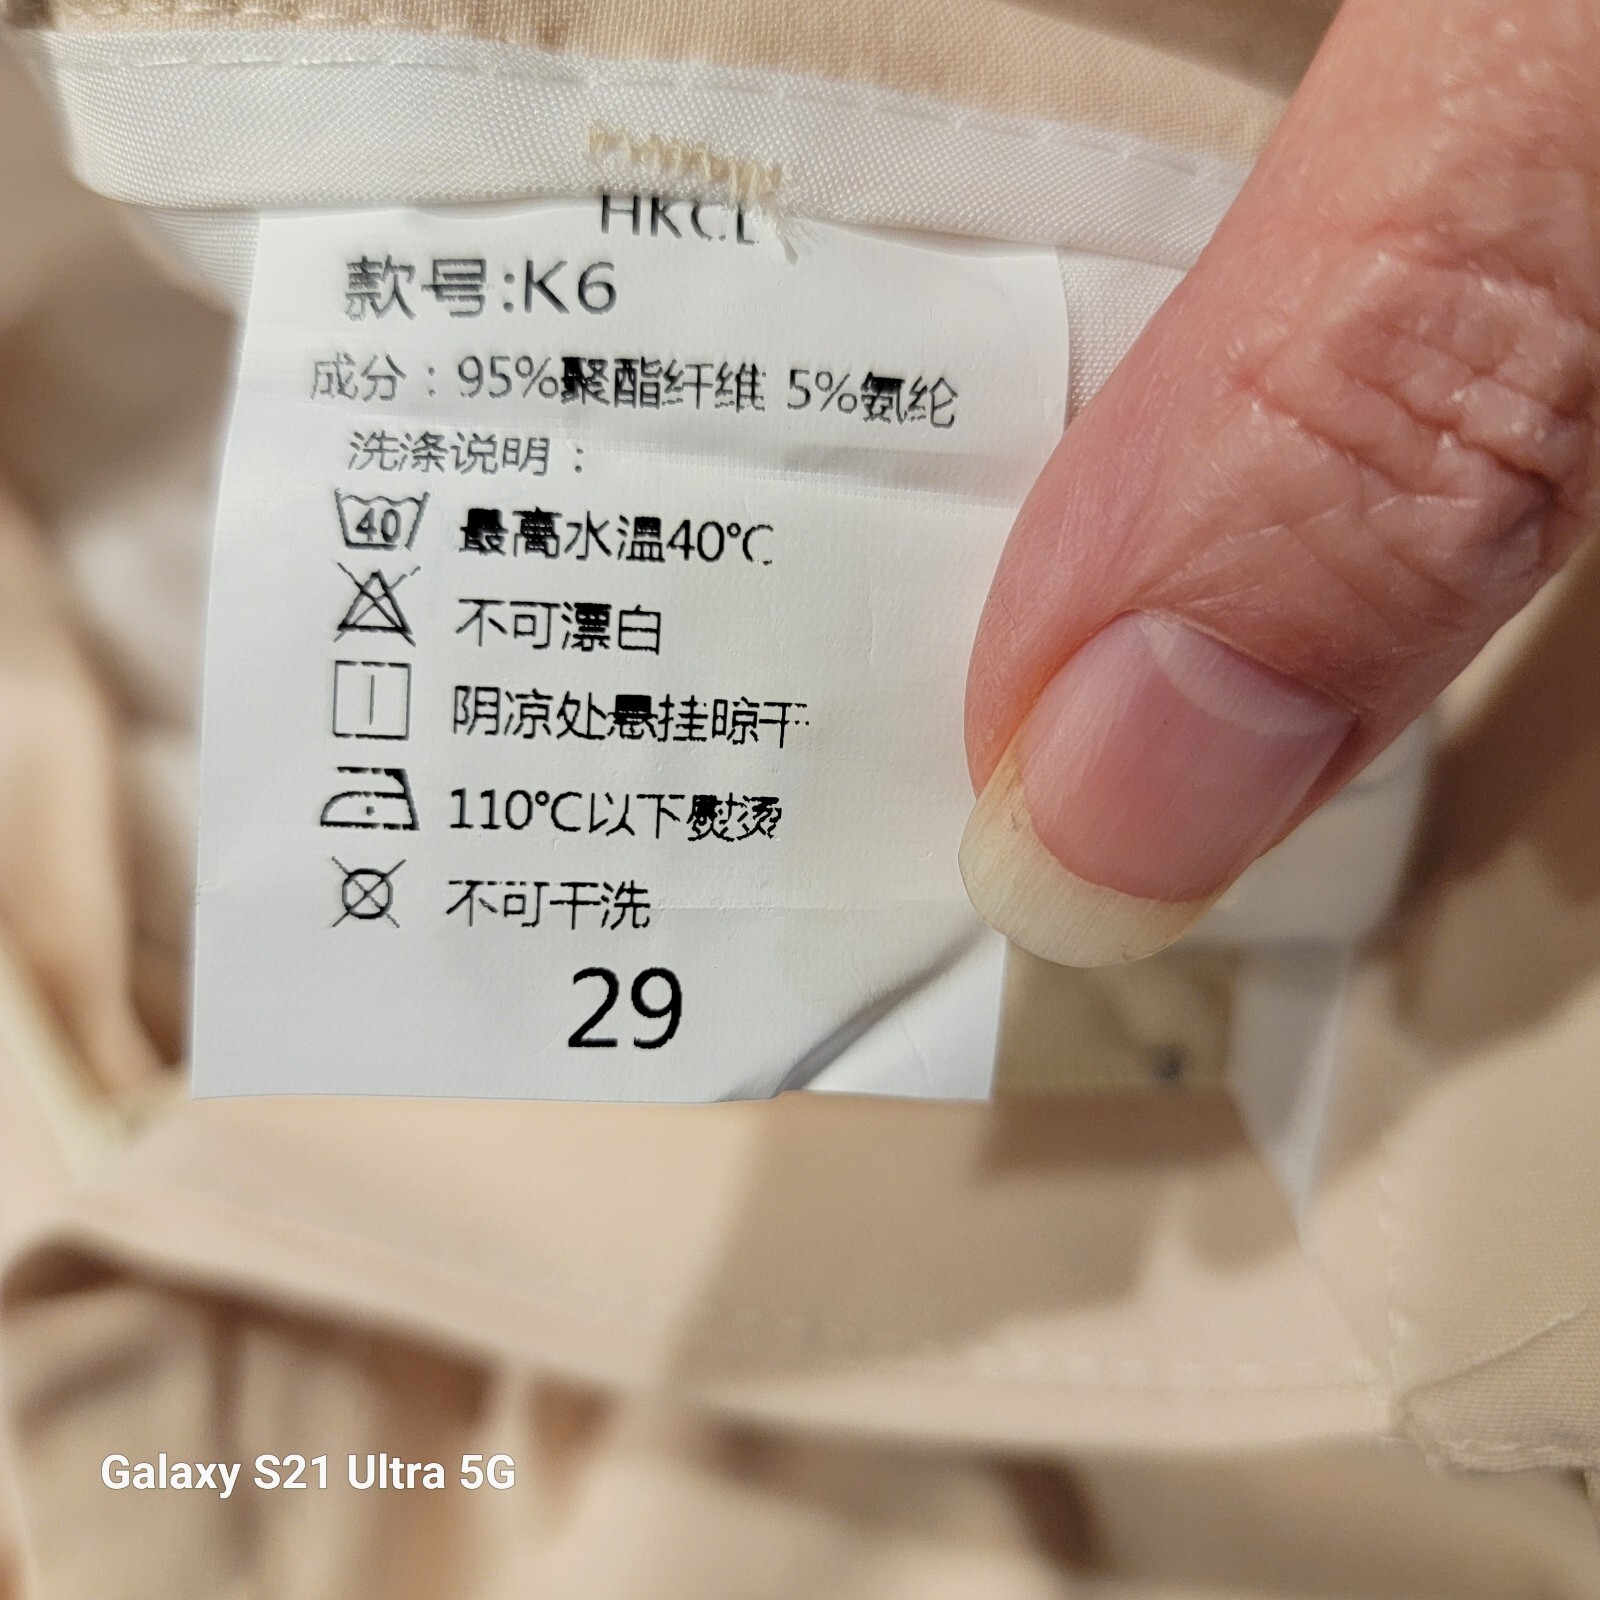 HKCL
款号:K6
成分：95%聚酯纤维 5%氨纶
洗涤说明：
40 最高水温40℃
不可漂白
阴凉处悬挂晾干
110℃以下熨烫
不可干洗
29
Galaxy S21 Ultra 5G